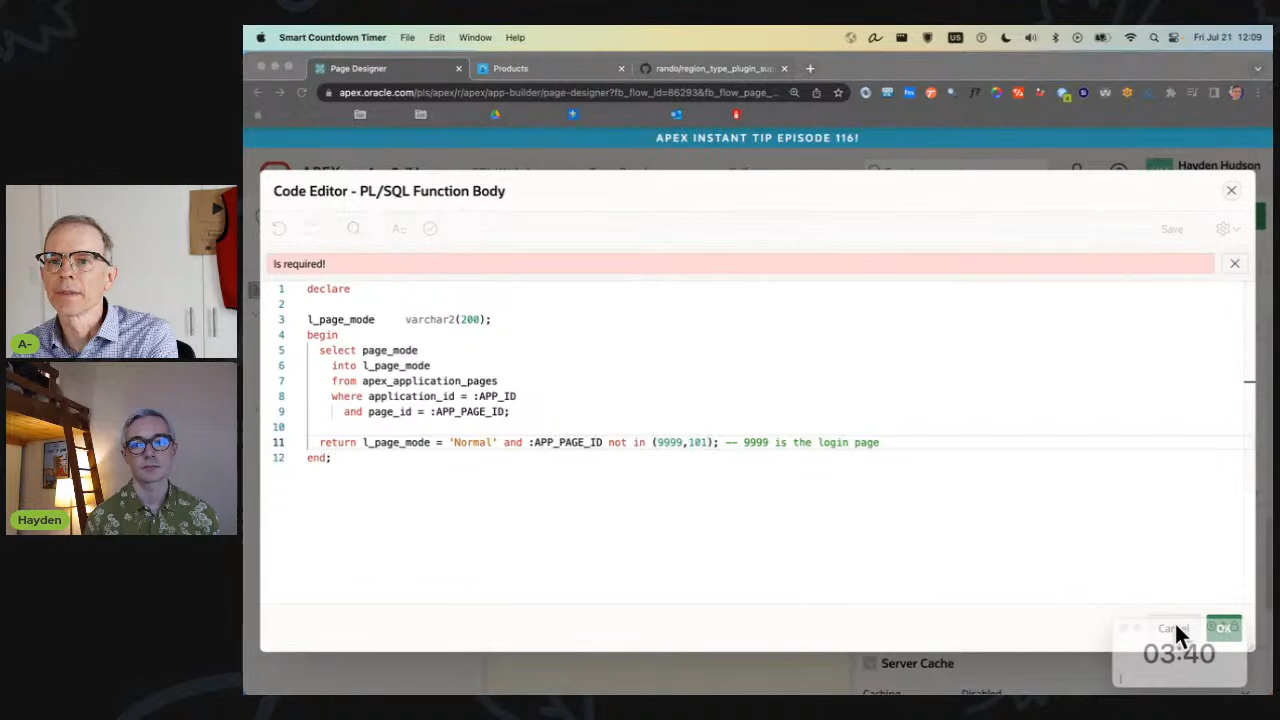 Smart Countdown Timer File Edit Window Help
US
Fri Jul 21 12:09
Page Designer
Products
rando/region_type_plugin_sup
apex.oracle.com/pls/apex/r/apex/app-builder/page-designer?fb_flow_id=86293&fb_flow_page_...
APEX INSTANT TIP EPISODE 116!
Hayden Hudson
Code Editor - PL/SQL Function Body
Save
Is required!
1 declare
2
3 l_page_mode varchar2(200);
4 begin
5 select page_mode
6 into l_page_mode
7 from apex_application_pages
8 where application_id = :APP_ID
9 and page_id = :APP_PAGE_ID;
10
11 return l_page_mode = 'Normal' and :APP_PAGE_ID not in (9999,101); -- 9999 is the login page
12 end;
A-
Hayden
Cancel
OK
03:40
Server Cache
Caching Disabled